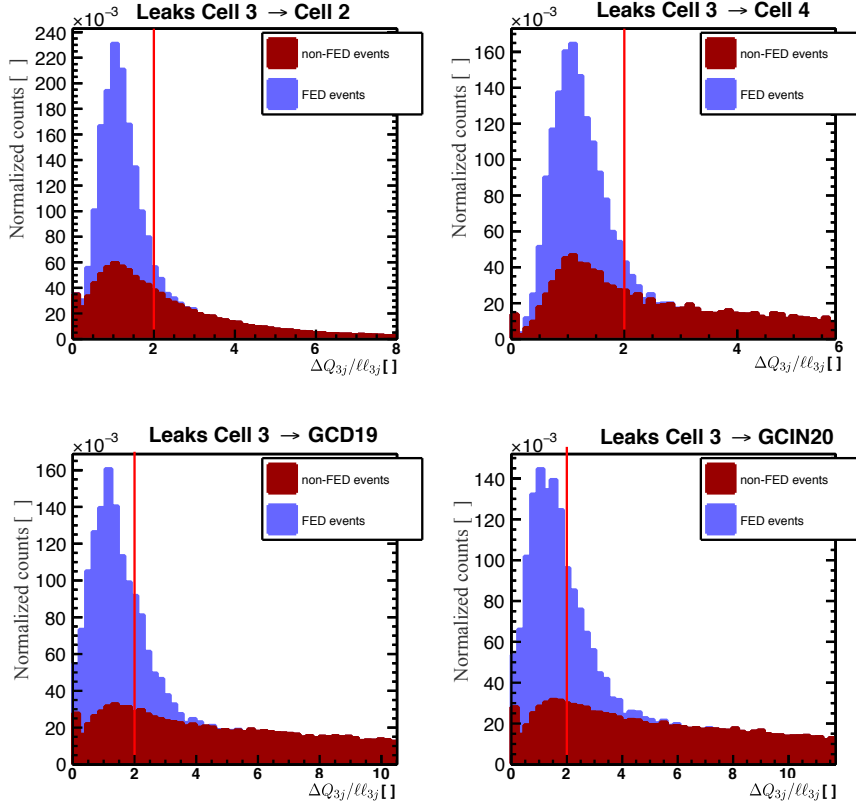 Leaks Cell 3 → Cell 2
×10⁻³
240
220
200
180
160
140
120
100
80
60
40
20
0
Normalized counts [ ]
non-FED events
FED events
0 2 4 6 8
ΔQ₃ⱼ/ℓℓ₃ⱼ[ ]
Leaks Cell 3 → Cell 4
×10⁻³
160
140
120
100
80
60
40
20
0
Normalized counts [ ]
non-FED events
FED events
0 2 4 6
ΔQ₃ⱼ/ℓℓ₃ⱼ[ ]
Leaks Cell 3 → GCD19
×10⁻³
160
140
120
100
80
60
40
20
0
Normalized counts [ ]
non-FED events
FED events
0 2 4 6 8 10
ΔQ₃ⱼ/ℓℓ₃ⱼ[ ]
Leaks Cell 3 → GCIN20
×10⁻³
140
120
100
80
60
40
20
0
Normalized counts [ ]
non-FED events
FED events
0 2 4 6 8 10
ΔQ₃ⱼ/ℓℓ₃ⱼ[ ]